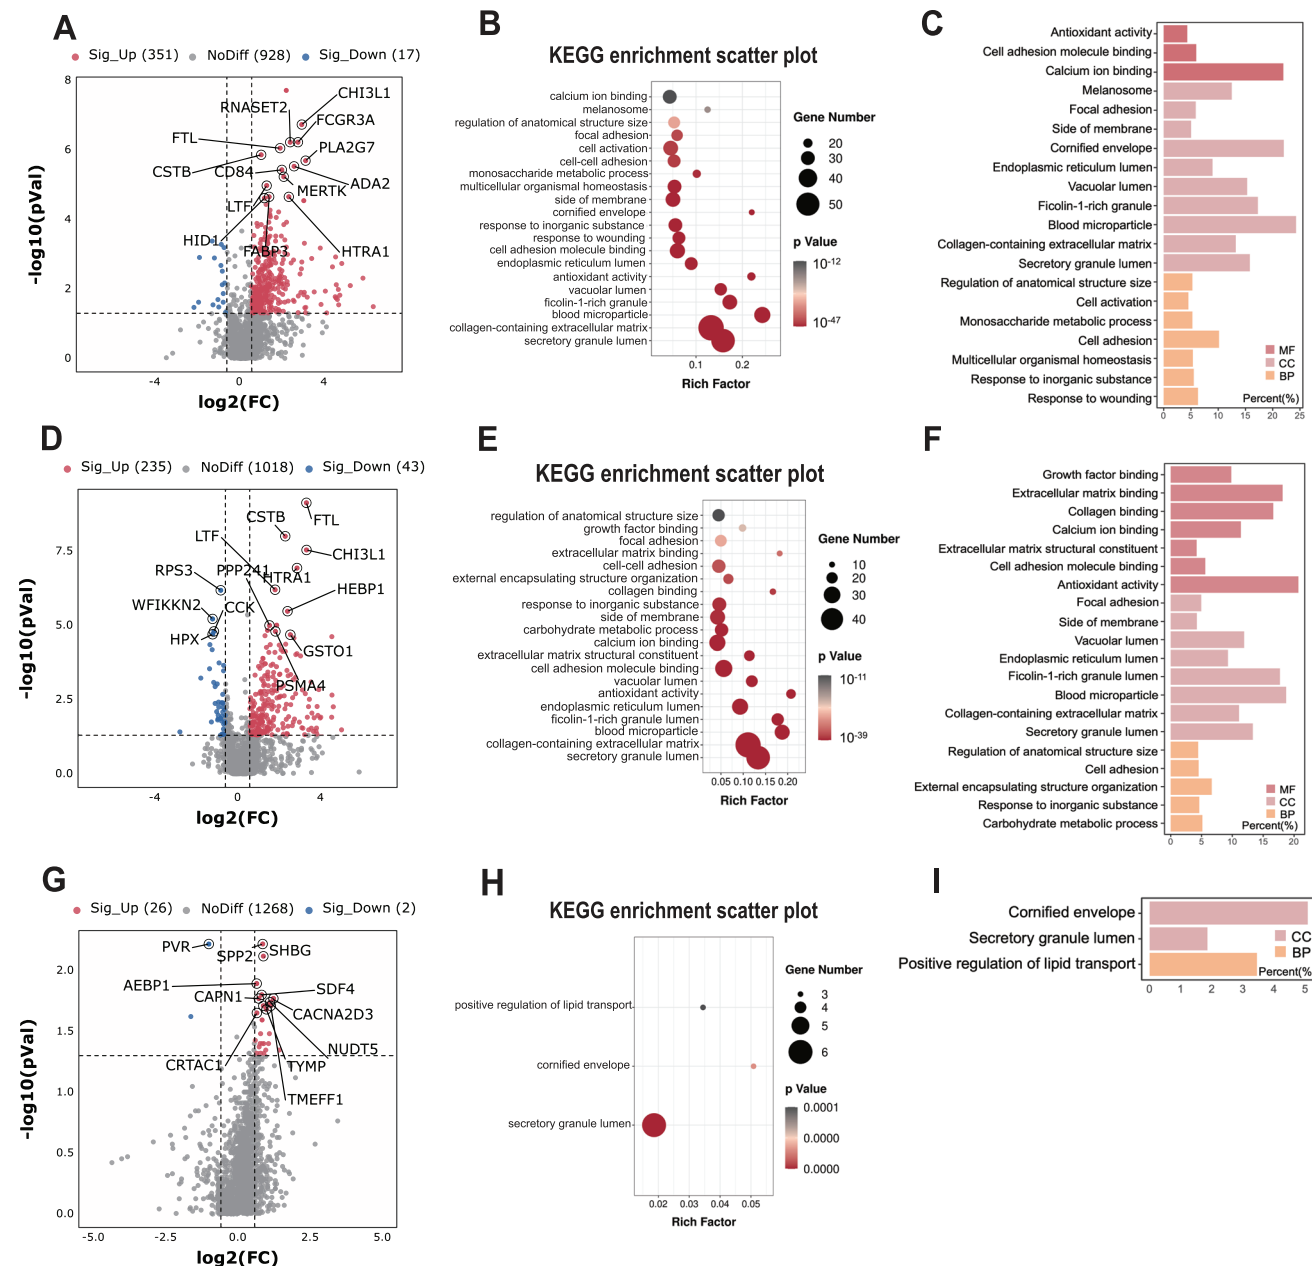 A
Sig_Up (351) NoDiff (928) Sig_Down (17)
8
6
4
2
0
-4 0 4
-log10(pVal)
log2(FC)
CHI3L1
RNASET2
FCGR3A
FTL
PLA2G7
CSTB
CD84
ADA2
MERTK
LTF
HID1
FABP3
HTRA1
B
KEGG enrichment scatter plot
calcium ion binding
melanosome
regulation of anatomical structure size
focal adhesion
cell activation
cell-cell adhesion
monosaccharide metabolic process
multicellular organismal homeostasis
side of membrane
cornified envelope
response to inorganic substance
response to wounding
cell adhesion molecule binding
endoplasmic reticulum lumen
antioxidant activity
vacuolar lumen
ficolin-1-rich granule
blood microparticle
collagen-containing extracellular matrix
secretory granule lumen
0.1 0.2
Rich Factor
Gene Number
20
30
40
50
p Value
10-12
10-47
C
Antioxidant activity
Cell adhesion molecule binding
Calcium ion binding
Melanosome
Focal adhesion
Side of membrane
Cornified envelope
Endoplasmic reticulum lumen
Vacuolar lumen
Ficolin-1-rich granule
Blood microparticle
Collagen-containing extracellular matrix
Secretory granule lumen
Regulation of anatomical structure size
Cell activation
Monosaccharide metabolic process
Cell adhesion
Multicellular organismal homeostasis
Response to inorganic substance
Response to wounding
MF
CC
BP
Percent(%)
0 5 10 15 20 25
D
Sig_Up (235) NoDiff (1018) Sig_Down (43)
7.5
5.0
2.5
0.0
-4 0 4
-log10(pVal)
log2(FC)
CSTB
FTL
LTF
CHI3L1
RPS3
PPP241
HTRA1
HEBP1
WFIKKN2
CCK
HPX
GSTO1
PSMA4
E
KEGG enrichment scatter plot
regulation of anatomical structure size
growth factor binding
focal adhesion
extracellular matrix binding
cell-cell adhesion
external encapsulating structure organization
collagen binding
response to inorganic substance
side of membrane
carbohydrate metabolic process
calcium ion binding
extracellular matrix structural constituent
cell adhesion molecule binding
vacuolar lumen
antioxidant activity
endoplasmic reticulum lumen
ficolin-1-rich granule lumen
blood microparticle
collagen-containing extracellular matrix
secretory granule lumen
0.05 0.10 0.15 0.20
Rich Factor
Gene Number
10
20
30
40
p Value
10-11
10-39
F
Growth factor binding
Extracellular matrix binding
Collagen binding
Calcium ion binding
Extracellular matrix structural constituent
Cell adhesion molecule binding
Antioxidant activity
Focal adhesion
Side of membrane
Vacuolar lumen
Endoplasmic reticulum lumen
Ficolin-1-rich granule lumen
Blood microparticle
Collagen-containing extracellular matrix
Secretory granule lumen
Regulation of anatomical structure size
Cell adhesion
External encapsulating structure organization
Response to inorganic substance
Carbohydrate metabolic process
MF
CC
BP
Percent(%)
0 5 10 15 20
G
Sig_Up (26) NoDiff (1268) Sig_Down (2)
2.0
1.5
1.0
0.5
0.0
-5.0 -2.5 0.0 2.5 5.0
-log10(pVal)
log2(FC)
PVR
SPP2
SHBG
AEBP1
CAPN1
SDF4
CACNA2D3
NUDT5
CRTAC1
TYMP
TMEFF1
H
KEGG enrichment scatter plot
positive regulation of lipid transport
cornified envelope
secretory granule lumen
0.02 0.03 0.04 0.05
Rich Factor
Gene Number
3
4
5
6
p Value
0.0001
0.0000
0.0000
I
Cornified envelope
Secretory granule lumen
Positive regulation of lipid transport
CC
BP
Percent(%
0 1 2 3 4 5